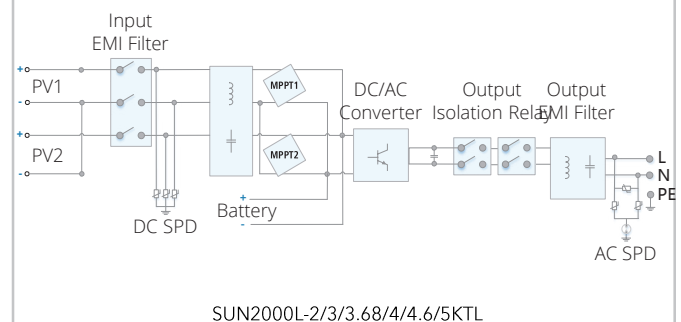 Input
EMI Filter
+
PV1
-
+
PV2
-
MPPT1
MPPT2
DC/AC
Converter
Output
Isolation Relay
Output
EMI Filter
L
N
PE
+
Battery
-
DC SPD
AC SPD
SUN2000L-2/3/3.68/4/4.6/5KTL